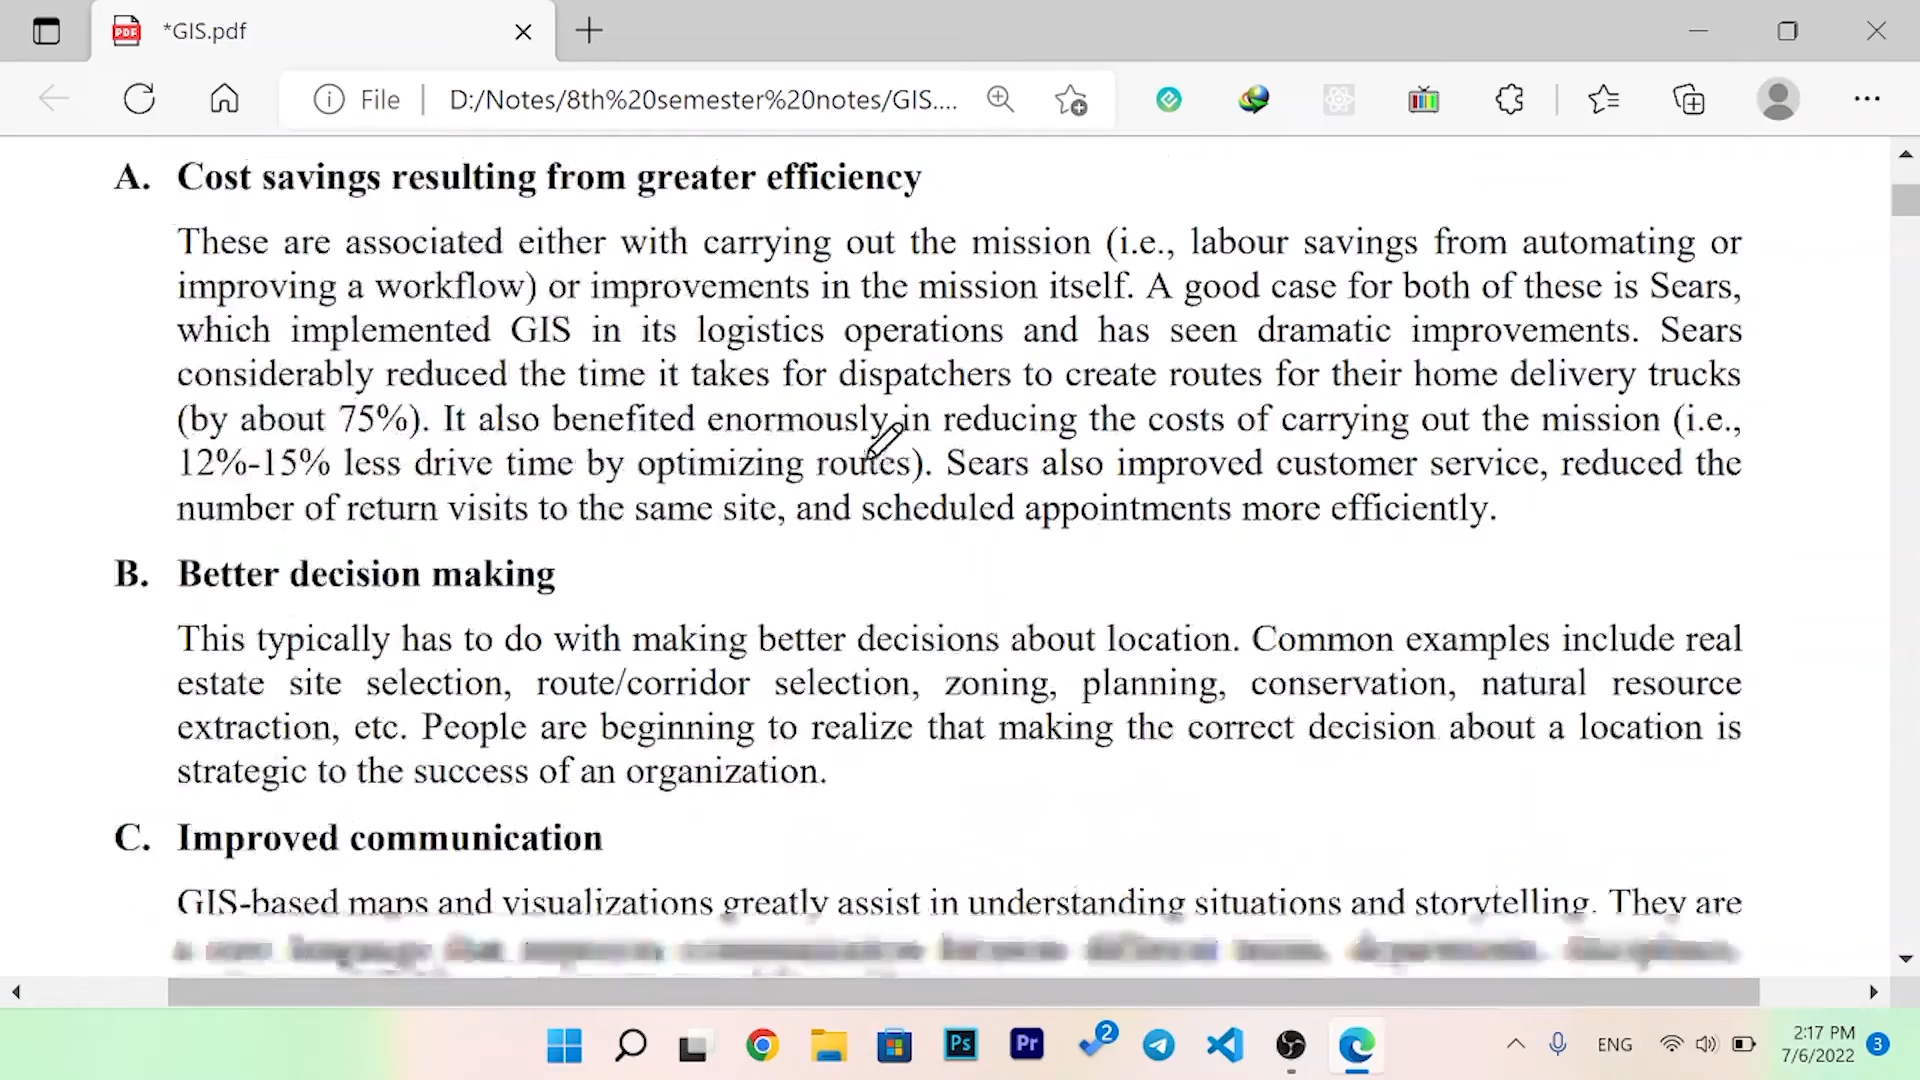 *GIS.pdf
File
D:/Notes/8th%20semester%20notes/GIS....
A. Cost savings resulting from greater efficiency
These are associated either with carrying out the mission (i.e., labour savings from automating or
improving a workflow) or improvements in the mission itself. A good case for both of these is Sears,
which implemented GIS in its logistics operations and has seen dramatic improvements. Sears
considerably reduced the time it takes for dispatchers to create routes for their home delivery trucks
(by about 75%). It also benefited enormously in reducing the costs of carrying out the mission (i.e.,
12%-15% less drive time by optimizing routes). Sears also improved customer service, reduced the
number of return visits to the same site, and scheduled appointments more efficiently.
B. Better decision making
This typically has to do with making better decisions about location. Common examples include real
estate site selection, route/corridor selection, zoning, planning, conservation, natural resource
extraction, etc. People are beginning to realize that making the correct decision about a location is
strategic to the success of an organization.
C. Improved communication
GIS-based maps and visualizations greatly assist in understanding situations and storytelling. They are
PDF
Ps
Pr
2
ENG
2:17 PM
7/6/2022
3